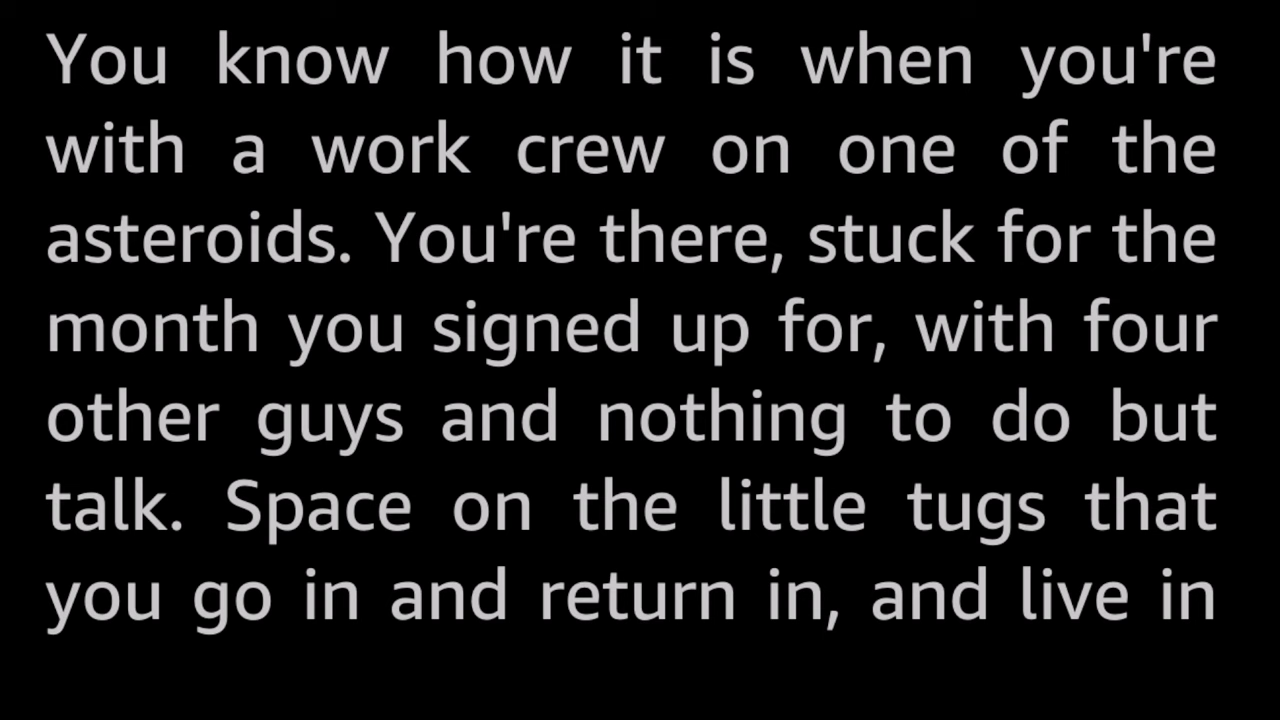 You know how it is when you're
with a work crew on one of the
asteroids. You're there, stuck for the
month you signed up for, with four
other guys and nothing to do but
talk. Space on the little tugs that
you go in and return in, and live in